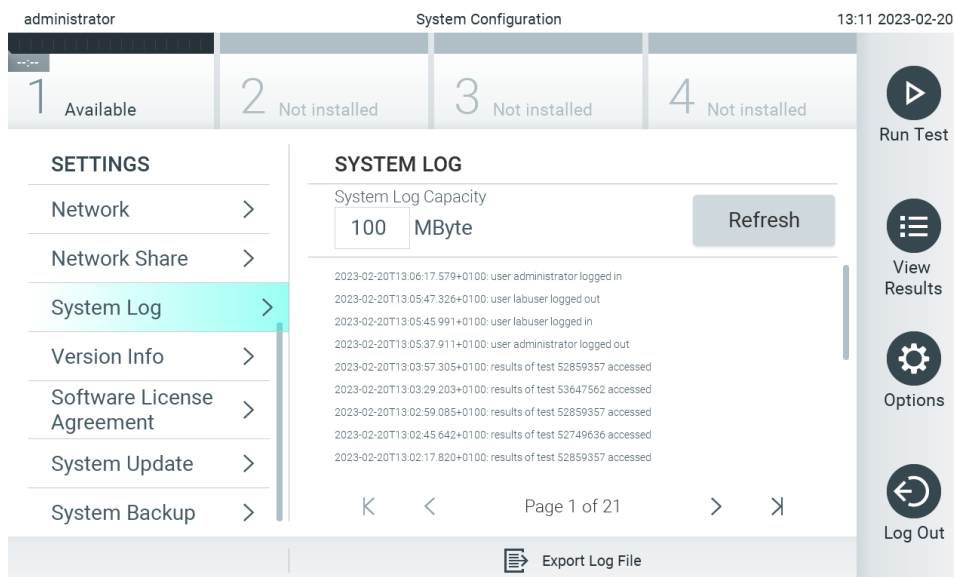 administrator
System Configuration
13:11 2023-02-20
--:--
1 Available
2 Not installed
3 Not installed
4 Not installed
Run Test
View
Results
Options
Log Out
SETTINGS
Network
Network Share
System Log
Version Info
Software License
Agreement
System Update
System Backup
SYSTEM LOG
System Log Capacity
100 MByte
Refresh
2023-02-20T13:06:17.579+0100: user administrator logged in
2023-02-20T13:05:47.326+0100: user labuser logged out
2023-02-20T13:05:45.991+0100: user labuser logged in
2023-02-20T13:05:37.911+0100: user administrator logged out
2023-02-20T13:03:57.305+0100: results of test 52859357 accessed
2023-02-20T13:03:29.203+0100: results of test 53647562 accessed
2023-02-20T13:02:59.085+0100: results of test 52859357 accessed
2023-02-20T13:02:45.642+0100: results of test 52749636 accessed
2023-02-20T13:02:17.820+0100: results of test 52859357 accessed
Page 1 of 21
Export Log File